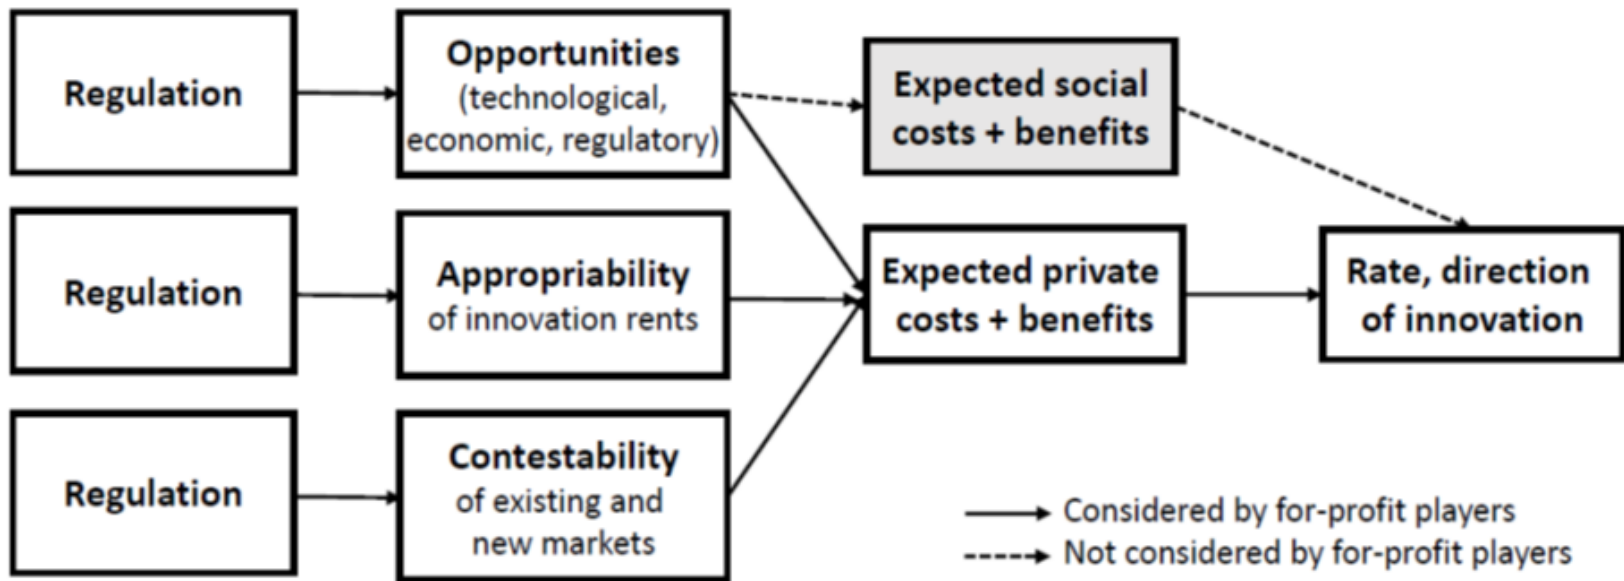 Regulation
Opportunities
(technological,
economic, regulatory)
Expected social
costs + benefits
Regulation
Appropriability
of innovation rents
Expected private
costs + benefits
Rate, direction
of innovation
Regulation
Contestability
of existing and
new markets
Considered by for-profit players
Not considered by for-profit players